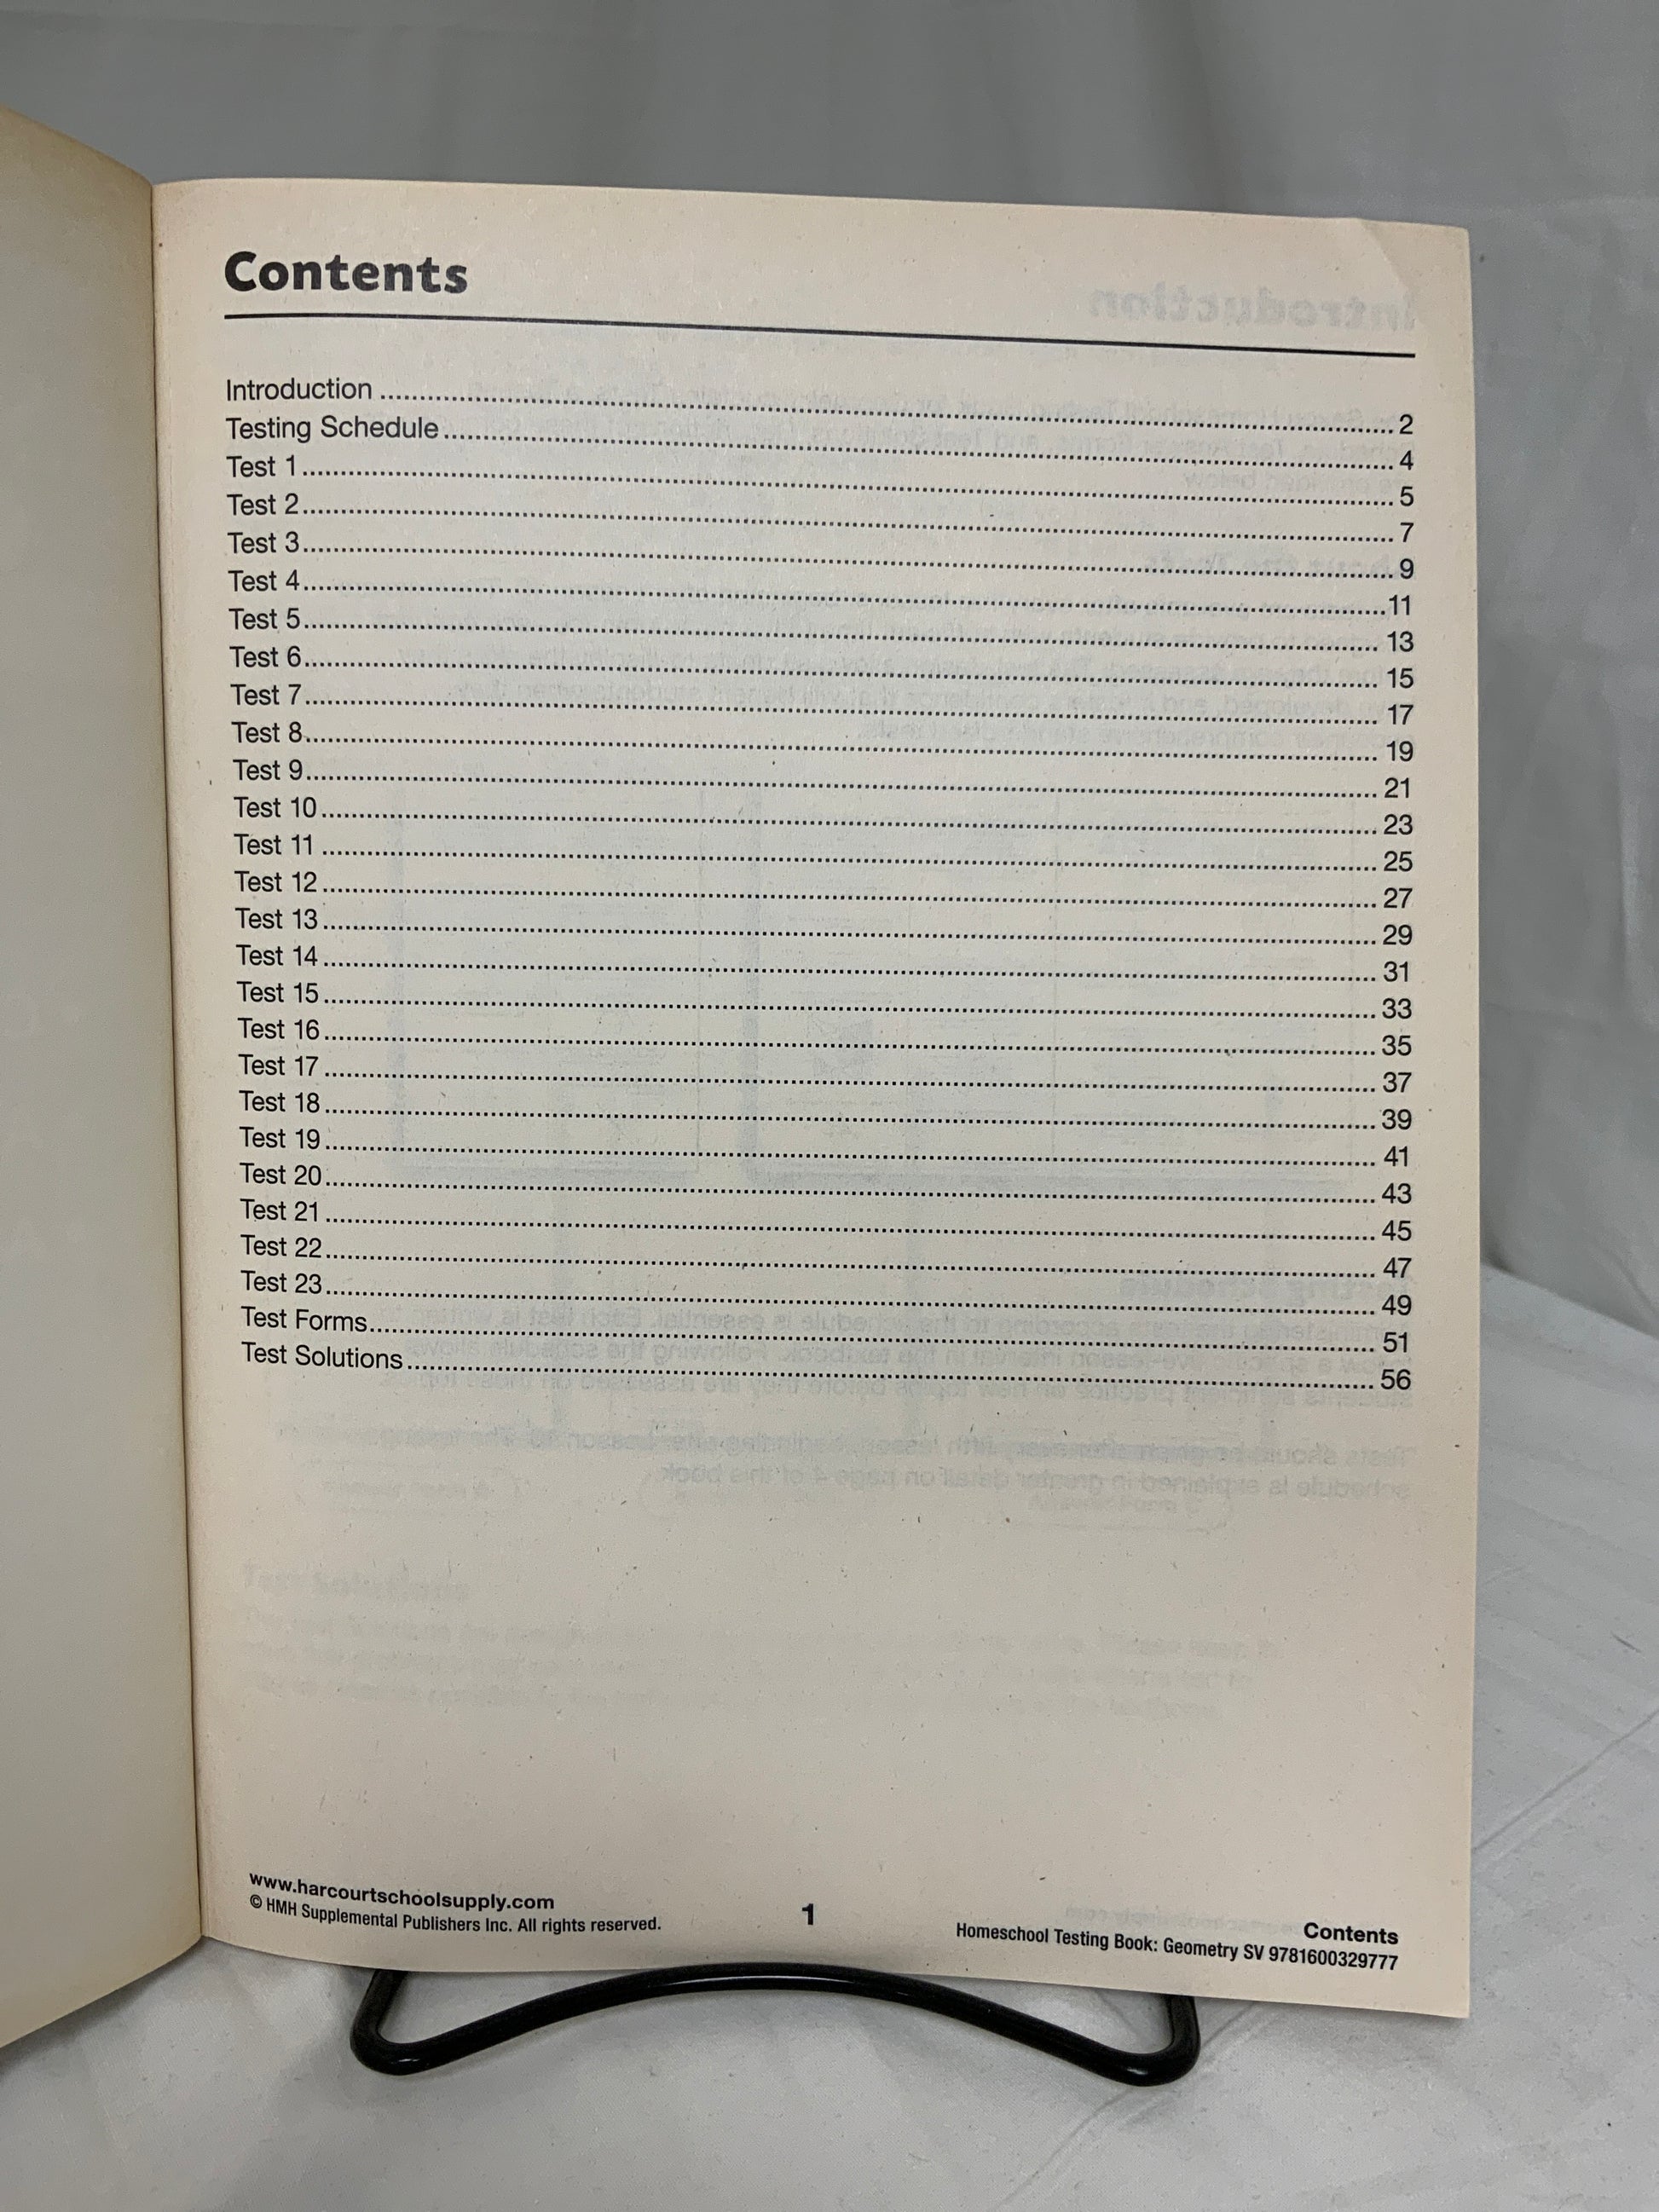 Contents
Introduction ........ 2
Testing Schedule ........ 4
Test 1 ........ 5
Test 2 ........ 7
Test 3 ........ 9
Test 4 ........ 11
Test 5 ........ 13
Test 6 ........ 15
Test 7 ........ 17
Test 8 ........ 19
Test 9 ........ 21
Test 10 ........ 23
Test 11 ........ 25
Test 12 ........ 27
Test 13 ........ 29
Test 14 ........ 31
Test 15 ........ 33
Test 16 ........ 35
Test 17 ........ 37
Test 18 ........ 39
Test 19 ........ 41
Test 20 ........ 43
Test 21 ........ 45
Test 22 ........ 47
Test 23 ........ 49
Test Forms ........ 51
Test Solutions ........ 56
www.harcourtschoolsupply.com
© HMH Supplemental Publishers Inc. All rights reserved.
1
Contents
Homeschool Testing Book: Geometry SV 9781600329777